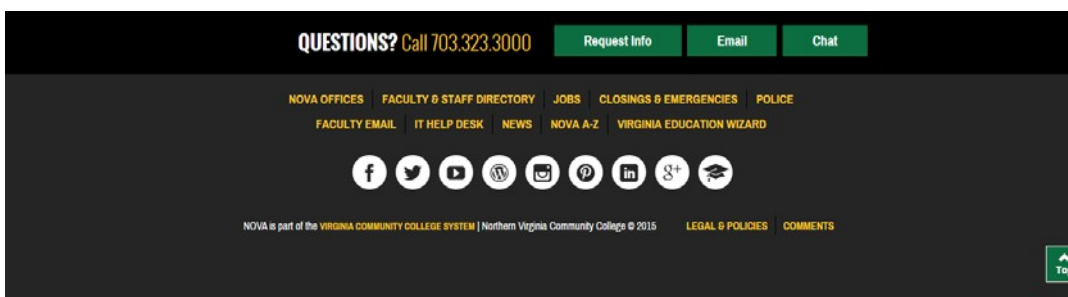 QUESTIONS? Call 703.323.3000 Request Info Email Chat
NOVA OFFICES FACULTY & STAFF DIRECTORY JOBS CLOSINGS & EMERGENCIES POLICE
FACULTY EMAIL IT HELP DESK NEWS NOVA A-Z VIRGINIA EDUCATION WIZARD
NOVA is part of the VIRGINIA COMMUNITY COLLEGE SYSTEM | Northern Virginia Community College © 2015 LEGAL & POLICIES COMMENTS